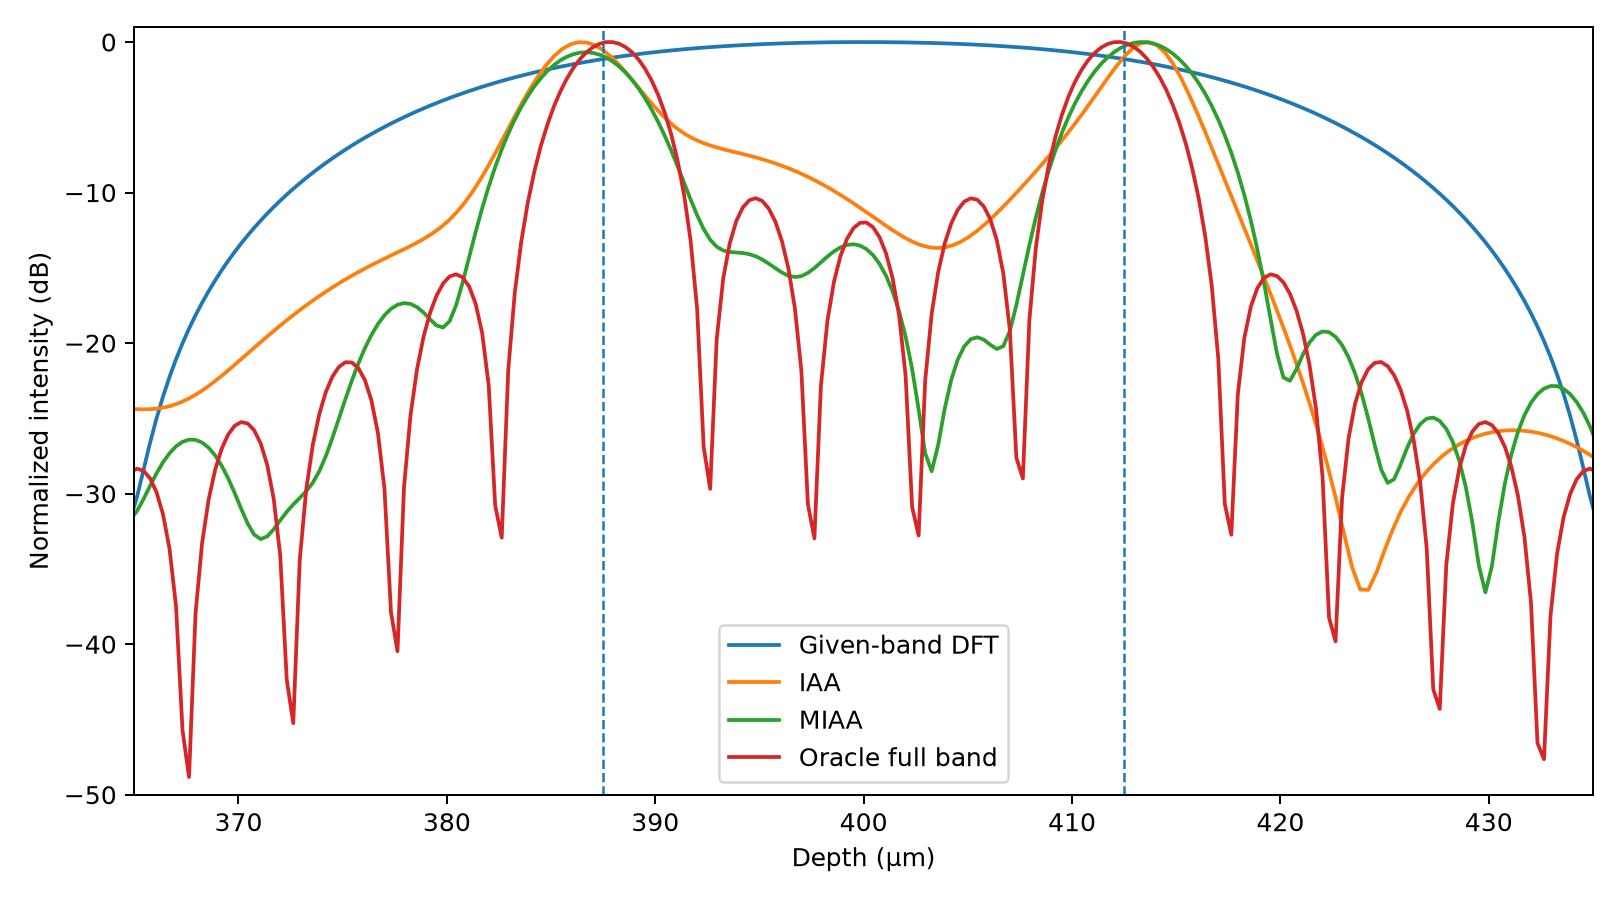 Normalized intensity (dB)
0
−10
−20
−30
−40
−50
Given-band DFT
IAA
MIAA
Oracle full band
370 380 390 400 410 420 430
Depth (μm)